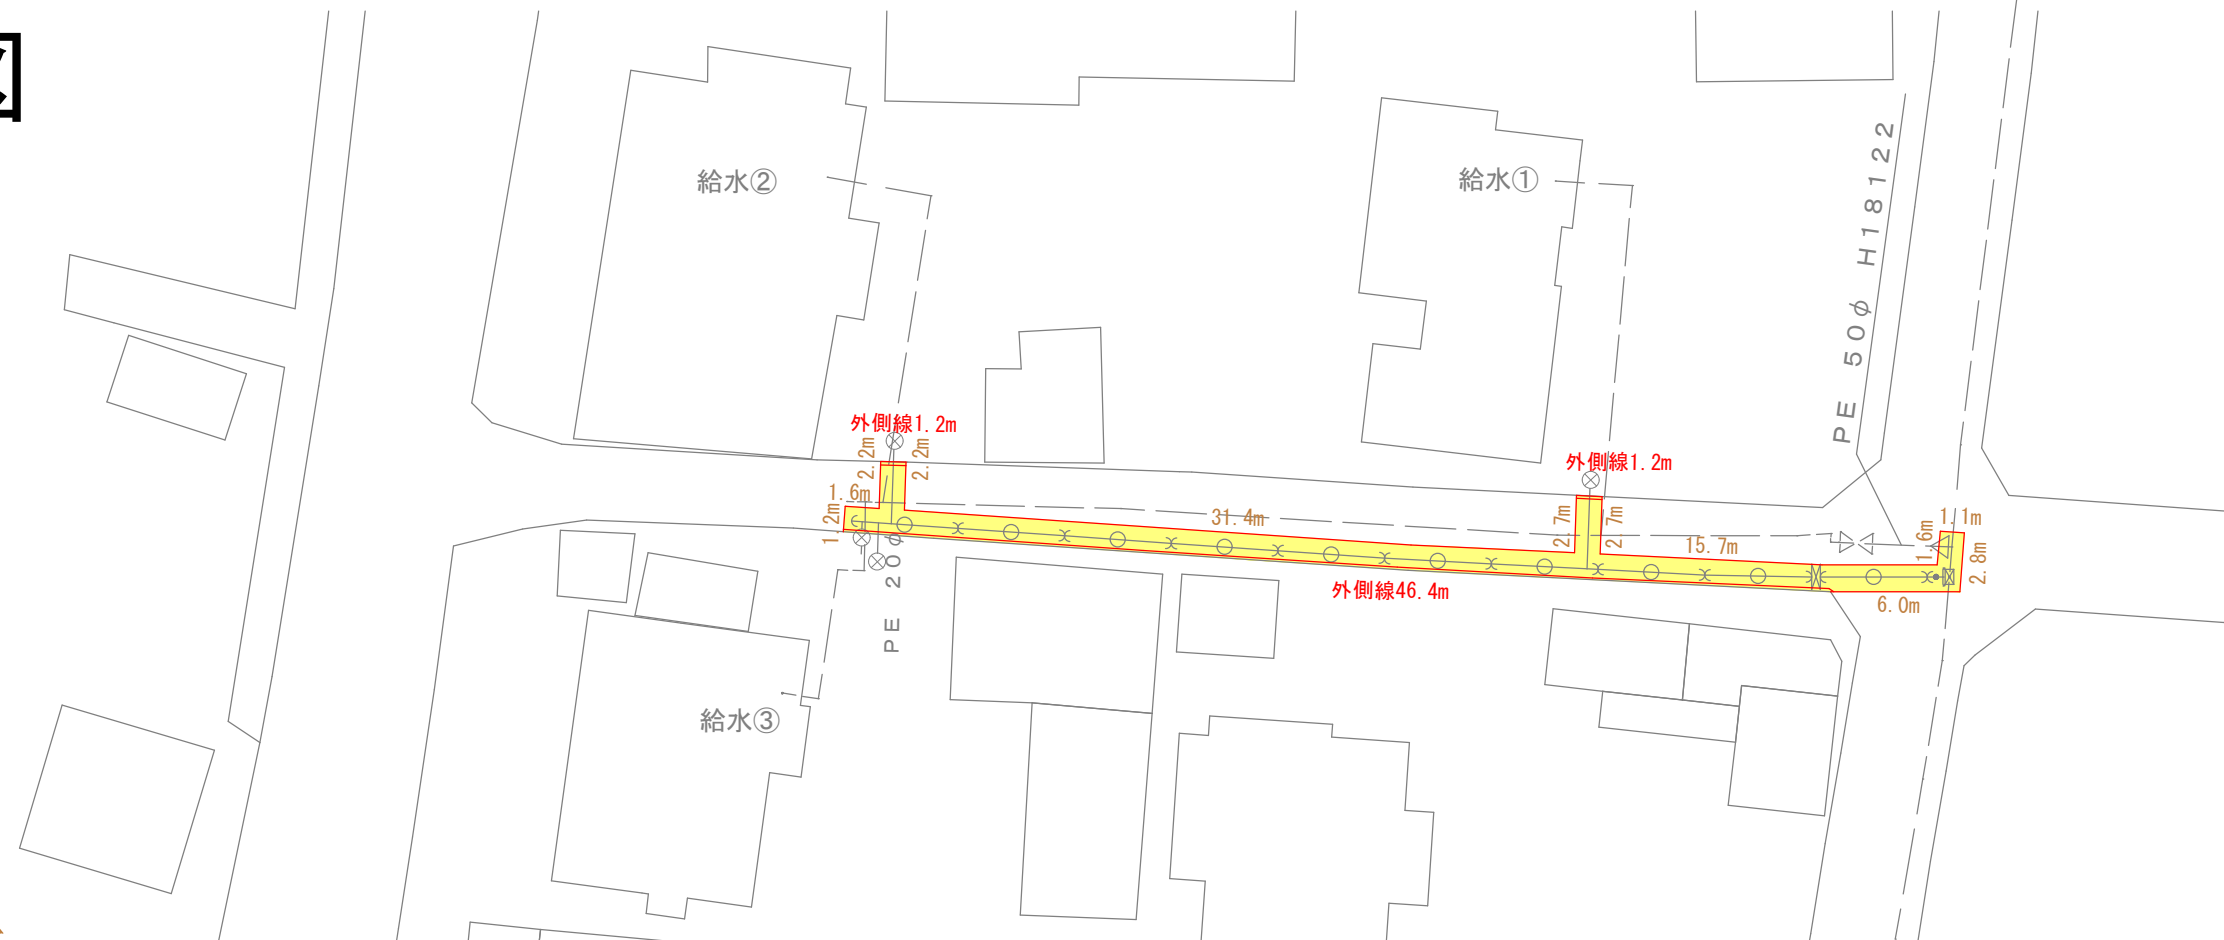 図
給水②
給水①
PE 50φ H18122
外側線1.2m
2.2m
2.2m
外側線1.2m
1.6m
1.2m
31.4m
2.7m
2.7m
15.7m
1.6m
1.1m
2.8m
外側線46.4m
6.0m
PE 20φ
給水③